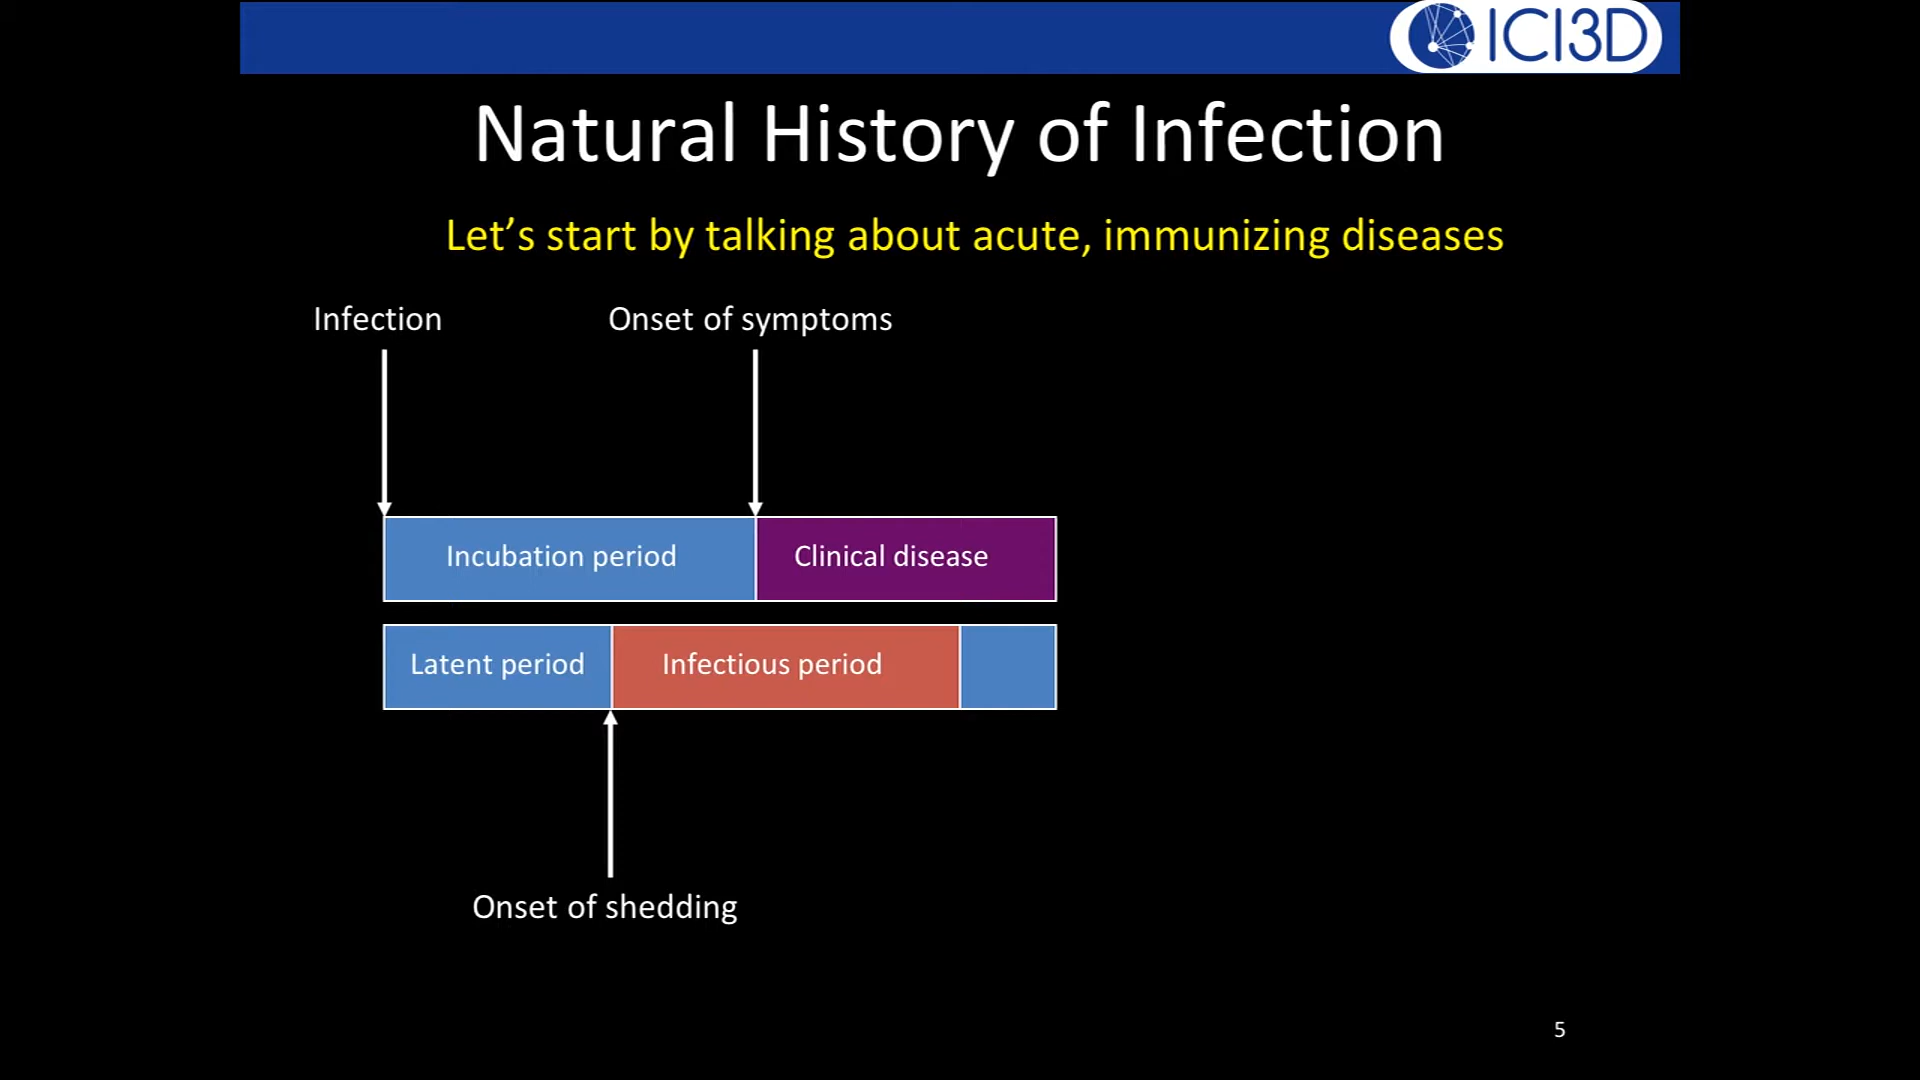 ICI3D
Natural History of Infection
Let’s start by talking about acute, immunizing diseases
Infection
Onset of symptoms
Incubation period
Clinical disease
Latent period
Infectious period
Onset of shedding
5